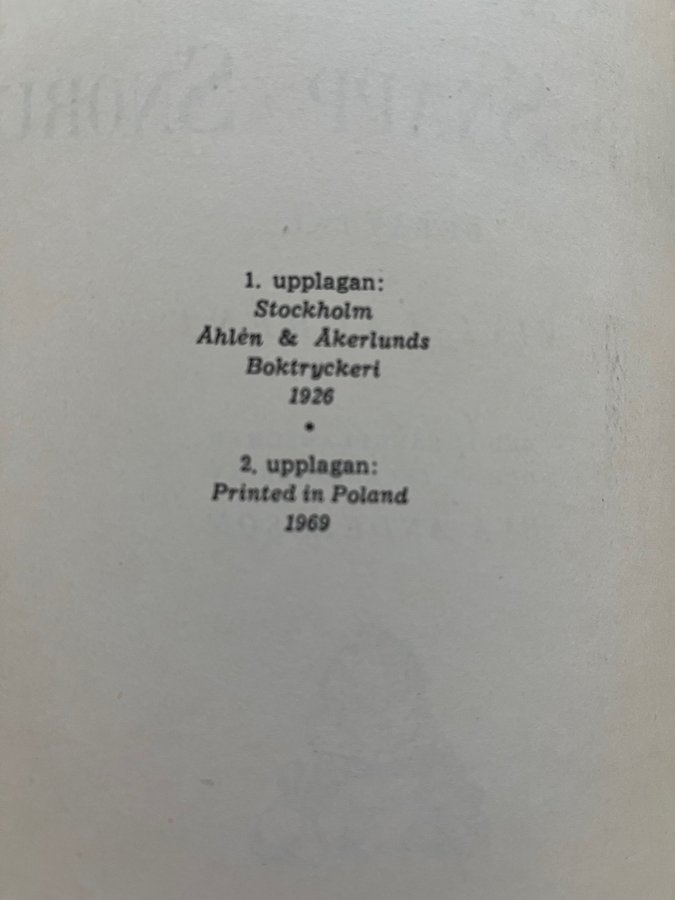 1. upplagan:
Stockholm
Åhlén & Åkerlunds
Boktryckeri
1926
*
2. upplagan:
Printed in Poland
1969